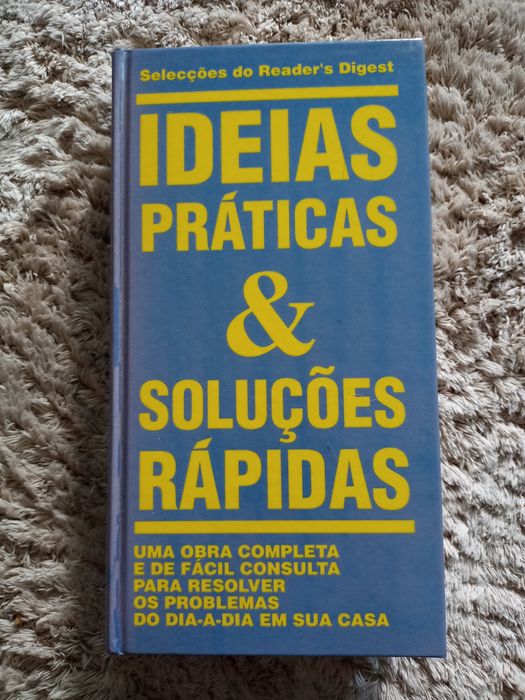 Selecções do Reader's Digest
IDEIAS
PRÁTICAS
&
SOLUÇÕES
RÁPIDAS
UMA OBRA COMPLETA
E DE FÁCIL CONSULTA
PARA RESOLVER
OS PROBLEMAS
DO DIA-A-DIA EM SUA CASA